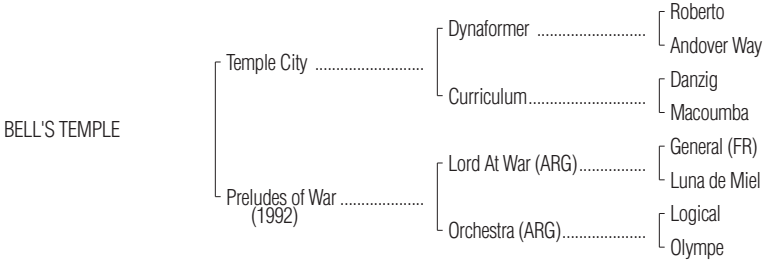 Roberto
Dynaformer ..........................
Andover Way
Temple City ..........................
Danzig
Curriculum............................
Macoumba
BELL'S TEMPLE
General (FR)
Lord At War (ARG)................
Luna de Miel
Preludes of War ....................
(1992)
Logical
Orchestra (ARG)....................
Olympe